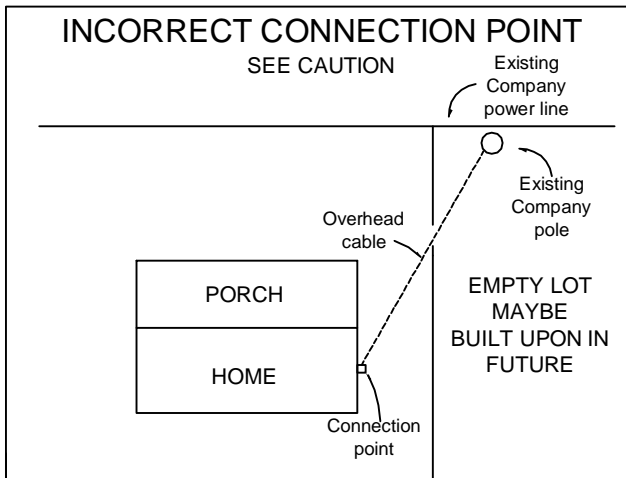 INCORRECT CONNECTION POINT
SEE CAUTION
Existing
Company
power line
Existing
Company
pole
Overhead
cable
PORCH
HOME
EMPTY LOT
MAYBE
BUILT UPON IN
FUTURE
Connection
point